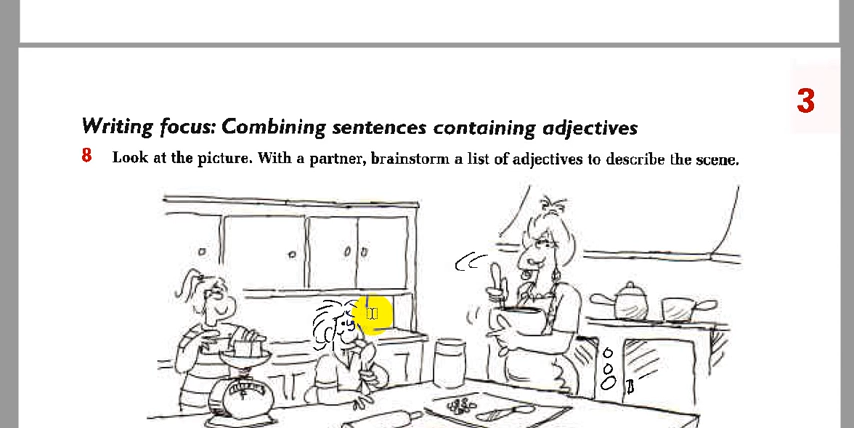 3
Writing focus: Combining sentences containing adjectives
8 Look at the picture. With a partner, brainstorm a list of adjectives to describe the scene.